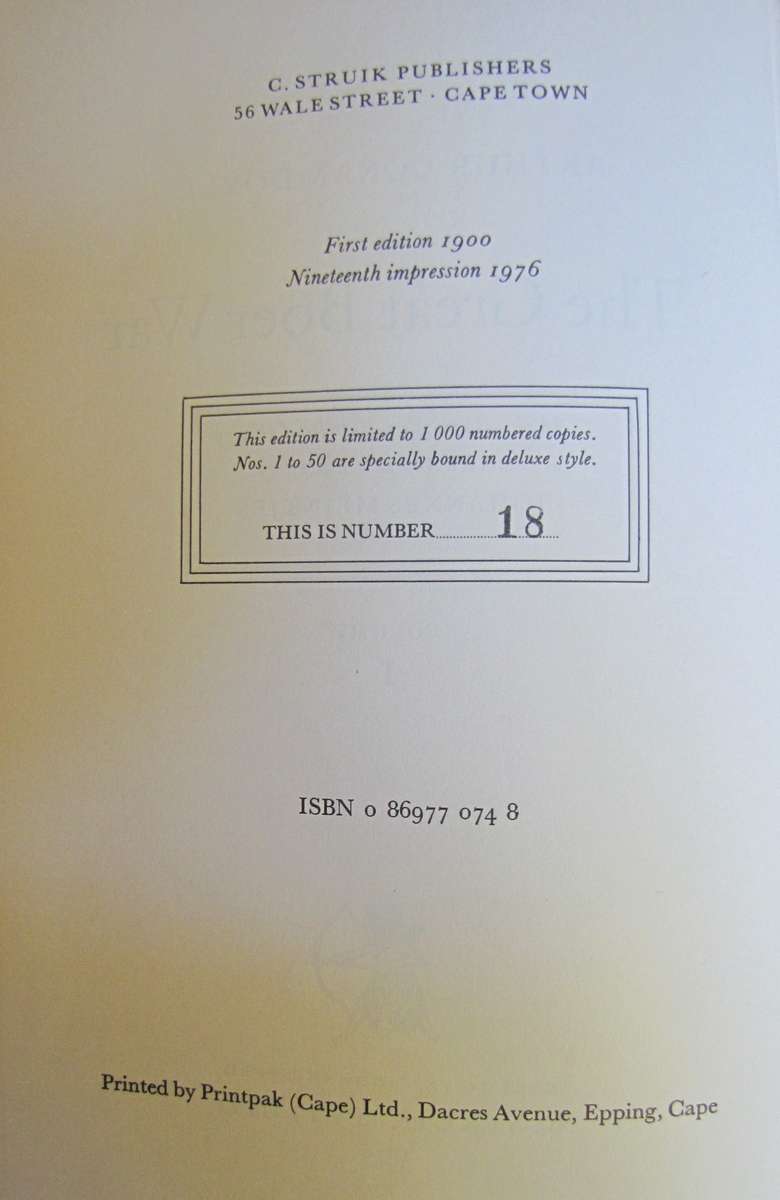 C. STRUIK PUBLISHERS
56 WALE STREET · CAPE TOWN
First edition 1900
Nineteenth impression 1976
This edition is limited to 1 000 numbered copies.
Nos. 1 to 50 are specially bound in deluxe style.
THIS IS NUMBER..................18....
ISBN 0 86977 074 8
Printed by Printpak (Cape) Ltd., Dacres Avenue, Epping, Cape